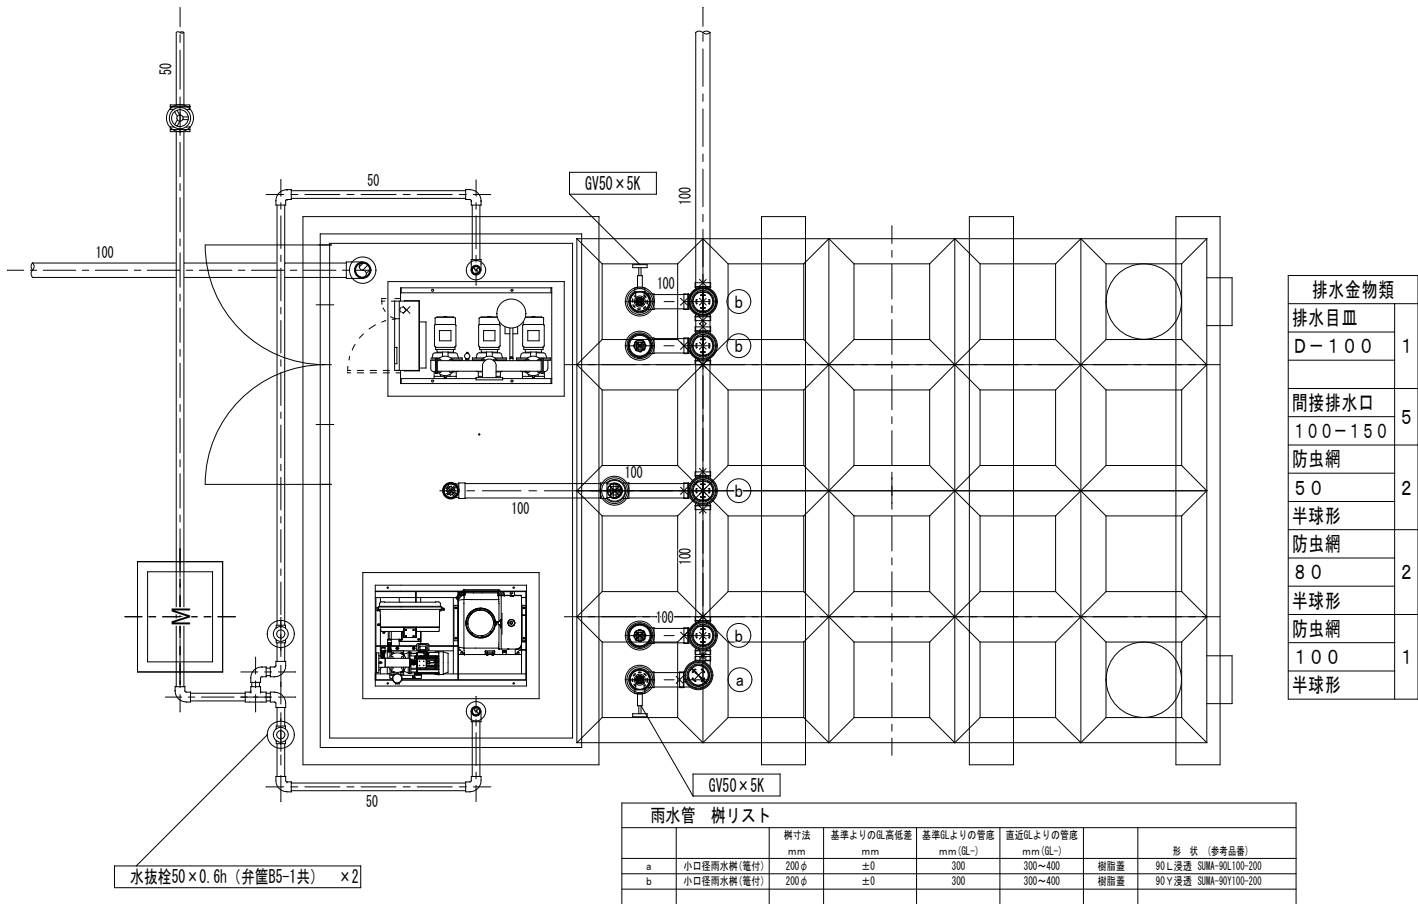 50
50
GV50×5K
100
100
100
b
b
100
100
b
100
100
b
a
M
GV50×5K
50
水抜栓50×0.6h (弁筐B5-1共) ×2
排水金物類
排水目皿
D-100 1
間接排水口 5
100-150
防虫網
50 2
半球形
防虫網
80 2
半球形
防虫網
100 1
半球形
雨水管 桝リスト
桝寸法 基準よりのGL高低差 基準GLよりの管底 直近GLよりの管底
mm mm mm(GL-) mm(GL-) 形 状 (参考品番)
a 小口径雨水桝(篭付) 200φ ±0 300 300~400 樹脂蓋 90L浸透 SUMA-90L100-200
b 小口径雨水桝(篭付) 200φ ±0 300 300~400 樹脂蓋 90Y浸透 SUMA-90Y100-200